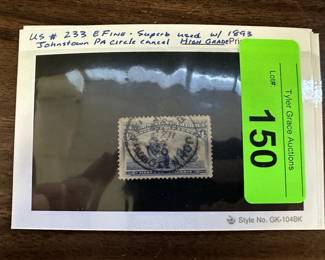 US # 233 EFine - Superb used w/ 1893
Johnstown PA circle cancel HIGH GRADE Pri
Lot#:
150
Tyler Grace Auctions
Style No. GK-104BK